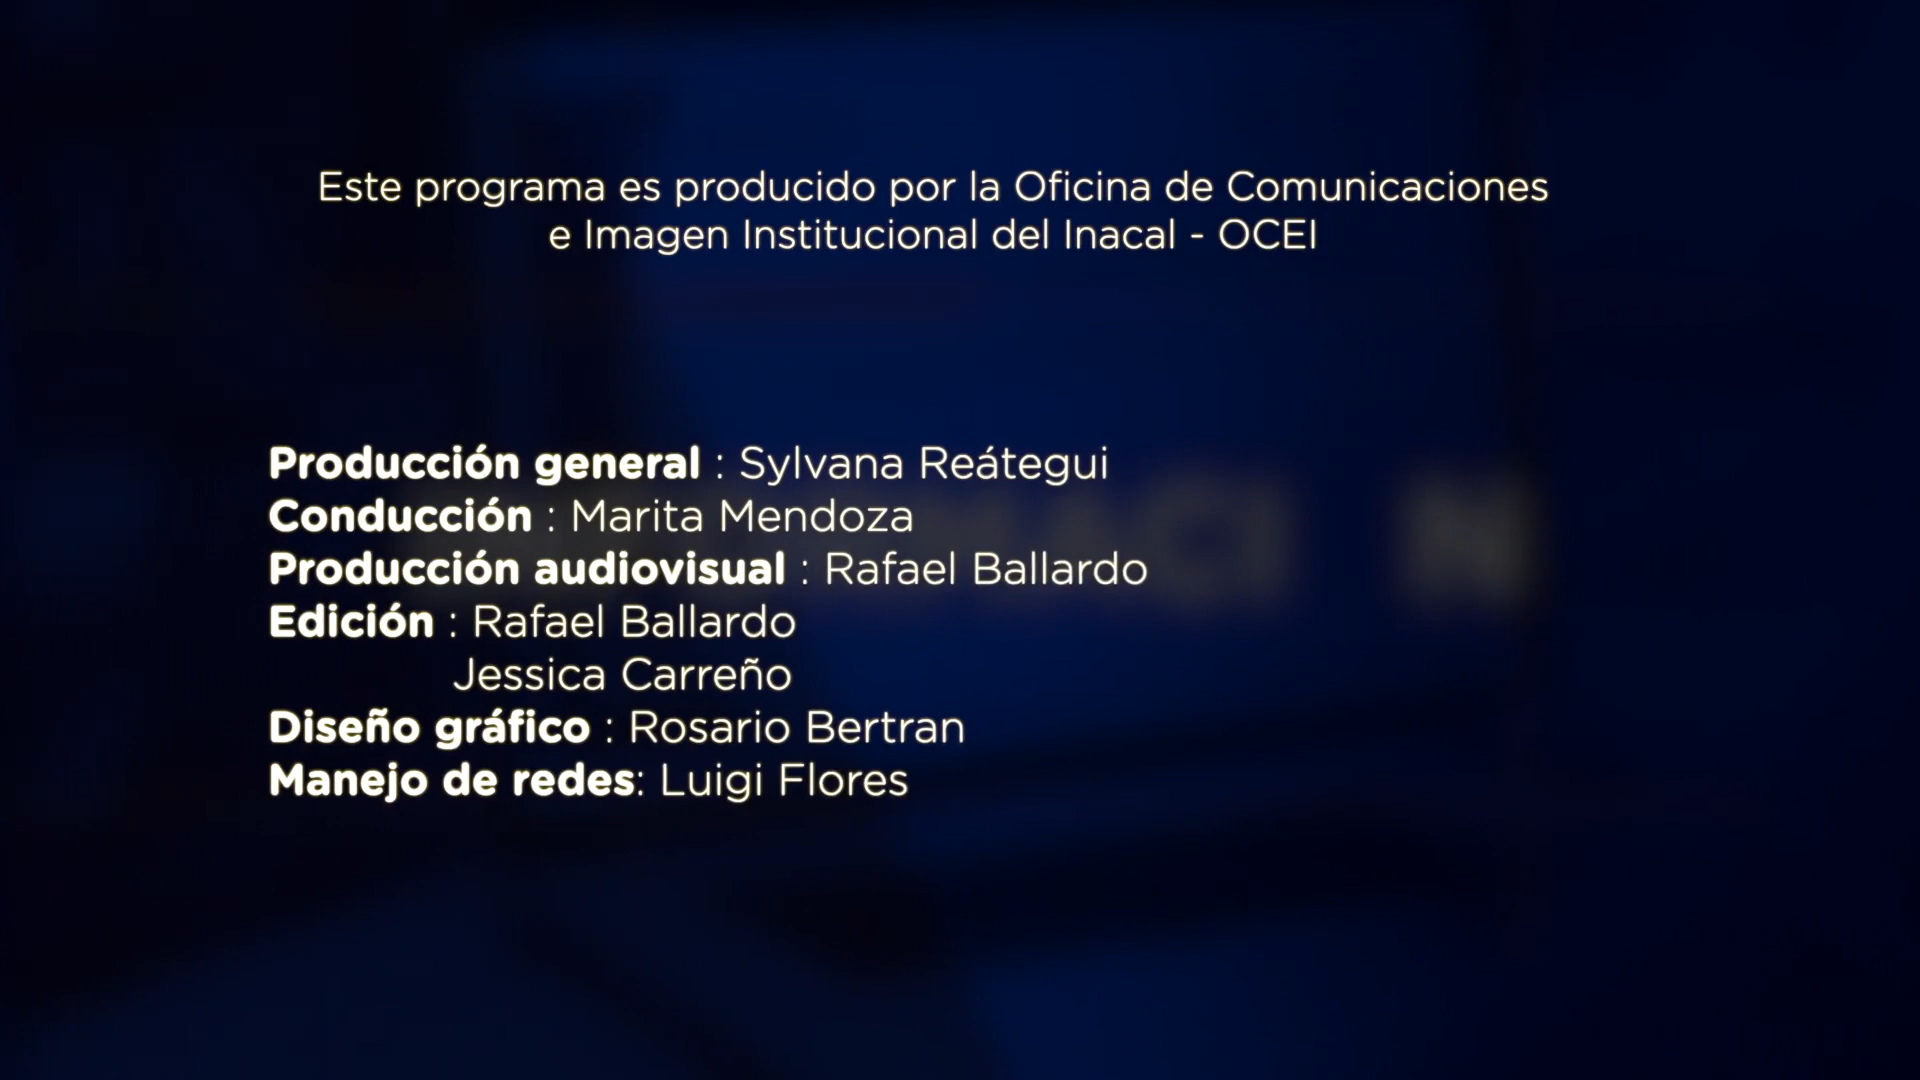 Este programa es producido por la Oficina de Comunicaciones
e Imagen Institucional del Inacal - OCEI
Producción general : Sylvana Reátegui
Conducción : Marita Mendoza
Producción audiovisual : Rafael Ballardo
Edición : Rafael Ballardo
Jessica Carreño
Diseño gráfico : Rosario Bertran
Manejo de redes: Luigi Flores